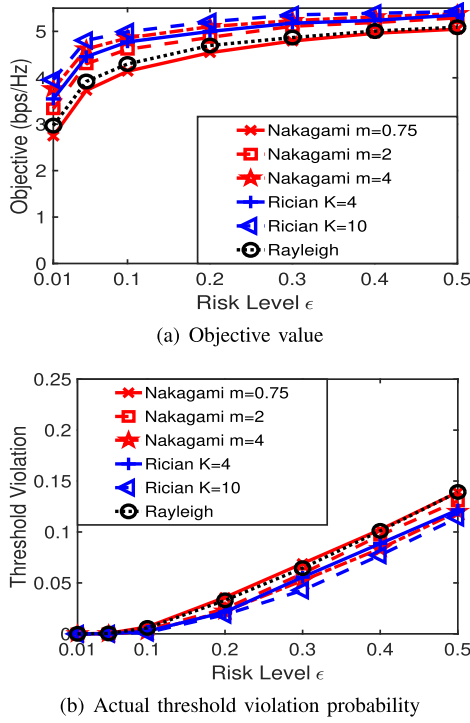 5
4
3
2
1
0
Objective (bps/Hz)
Nakagami m=0.75
Nakagami m=2
Nakagami m=4
Rician K=4
Rician K=10
Rayleigh
0.01 0.1 0.2 0.3 0.4 0.5
Risk Level ϵ
(a) Objective value
0.25
0.2
0.15
0.1
0.05
0
Threshold Violation
Nakagami m=0.75
Nakagami m=2
Nakagami m=4
Rician K=4
Rician K=10
Rayleigh
0.01 0.1 0.2 0.3 0.4 0.5
Risk Level ϵ
(b) Actual threshold violation probability